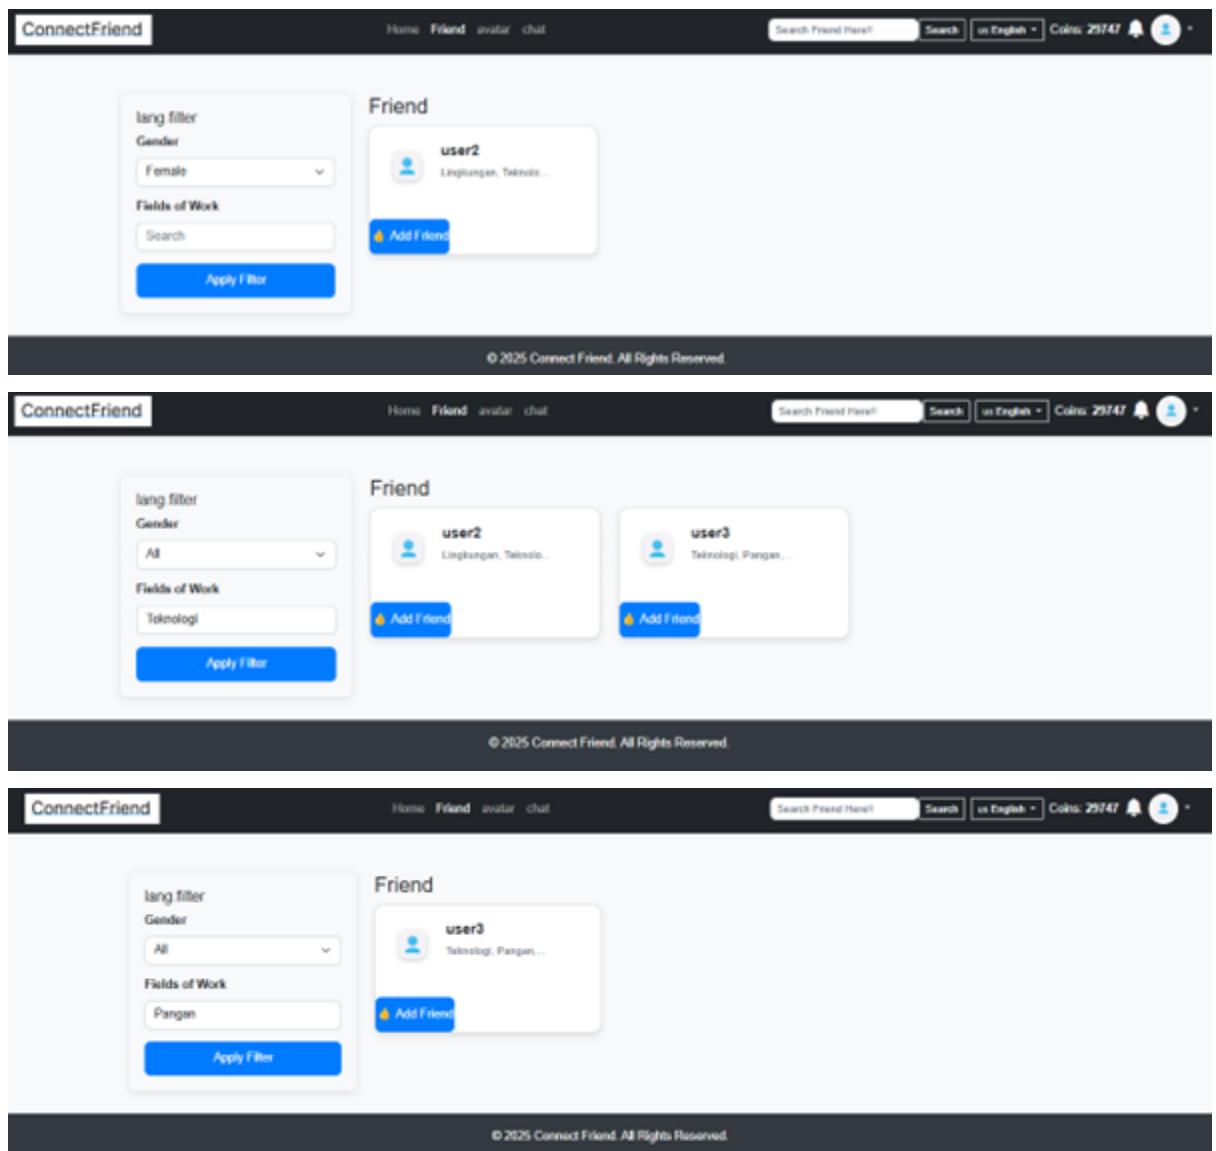 ConnectFriend Home Friend avatar chat Search Friend Here!! Search us English Coins: 29747
lang.filter
Gender
Female
Fields of Work
Search
Apply Filter
Friend
user2
Lingkungan, Teknolo...
👍 Add Friend
© 2025 Connect Friend. All Rights Reserved.
ConnectFriend Home Friend avatar chat Search Friend Here!! Search us English Coins: 29747
lang.filter
Gender
All
Fields of Work
Teknologi
Apply Filter
Friend
user2
Lingkungan, Teknolo...
👍 Add Friend
user3
Teknologi, Pangan,...
👍 Add Friend
© 2025 Connect Friend. All Rights Reserved.
ConnectFriend Home Friend avatar chat Search Friend Here!! Search us English Coins: 29747
lang.filter
Gender
All
Fields of Work
Pangan
Apply Filter
Friend
user3
Teknologi, Pangan,...
👍 Add Friend
© 2025 Connect Friend. All Rights Reserved.